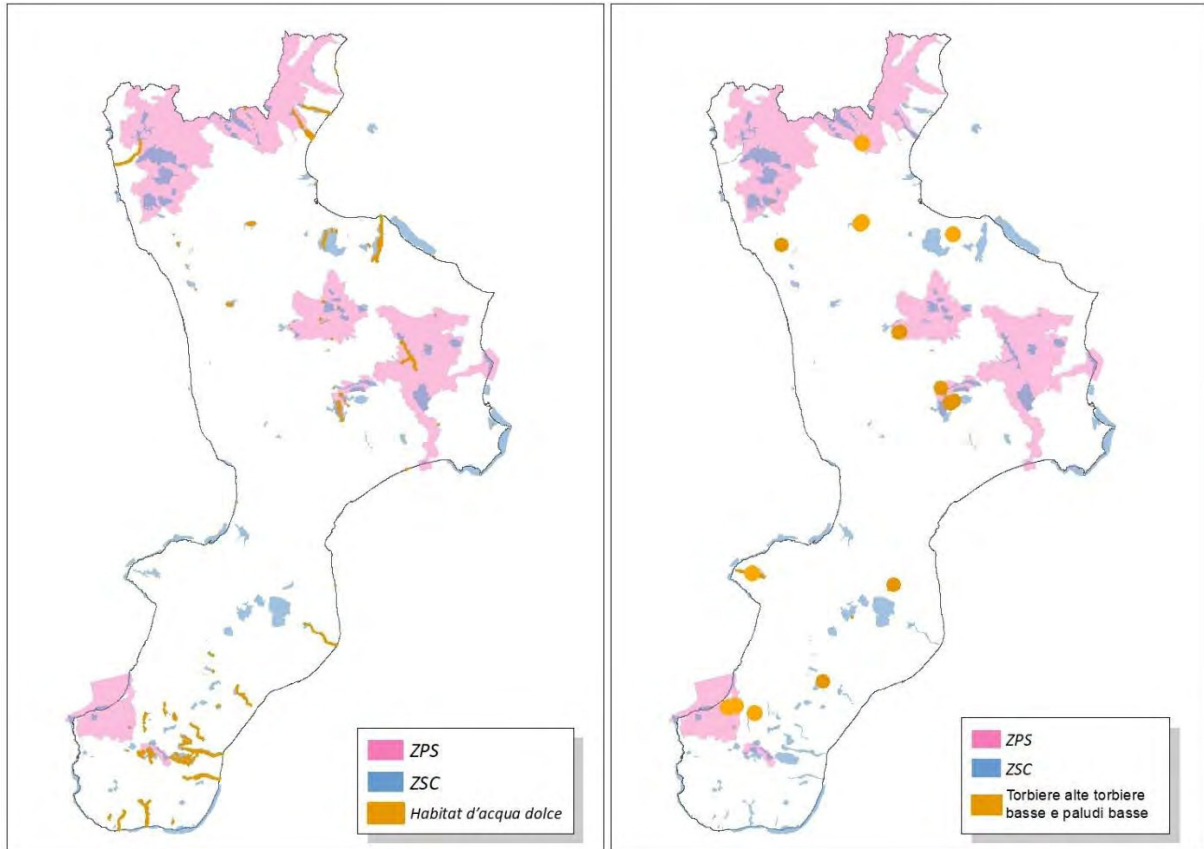 ZPS
ZSC
Habitat d'acqua dolce
ZPS
ZSC
Torbiere alte torbiere
basse e paludi basse